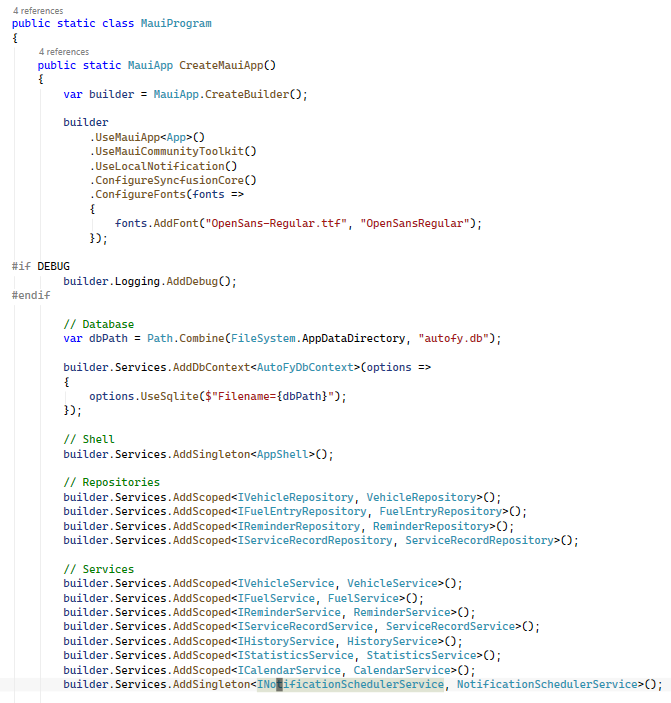 4 references
public static class MauiProgram
{
4 references
public static MauiApp CreateMauiApp()
{
var builder = MauiApp.CreateBuilder();
builder
.UseMauiApp<App>()
.UseMauiCommunityToolkit()
.UseLocalNotification()
.ConfigureSyncfusionCore()
.ConfigureFonts(fonts =>
{
fonts.AddFont("OpenSans-Regular.ttf", "OpenSansRegular");
});
#if DEBUG
builder.Logging.AddDebug();
#endif
// Database
var dbPath = Path.Combine(FileSystem.AppDataDirectory, "autofy.db");
builder.Services.AddDbContext<AutoFyDbContext>(options =>
{
options.UseSqlite($"Filename={dbPath}");
});
// Shell
builder.Services.AddSingleton<AppShell>();
// Repositories
builder.Services.AddScoped<IVehicleRepository, VehicleRepository>();
builder.Services.AddScoped<IFuelEntryRepository, FuelEntryRepository>();
builder.Services.AddScoped<IReminderRepository, ReminderRepository>();
builder.Services.AddScoped<IServiceRecordRepository, ServiceRecordRepository>();
// Services
builder.Services.AddScoped<IVehicleService, VehicleService>();
builder.Services.AddScoped<IFuelService, FuelService>();
builder.Services.AddScoped<IReminderService, ReminderService>();
builder.Services.AddScoped<IServiceRecordService, ServiceRecordService>();
builder.Services.AddScoped<IHistoryService, HistoryService>();
builder.Services.AddScoped<IStatisticsService, StatisticsService>();
builder.Services.AddScoped<ICalendarService, CalendarService>();
builder.Services.AddSingleton<INotificationSchedulerService, NotificationSchedulerService>();